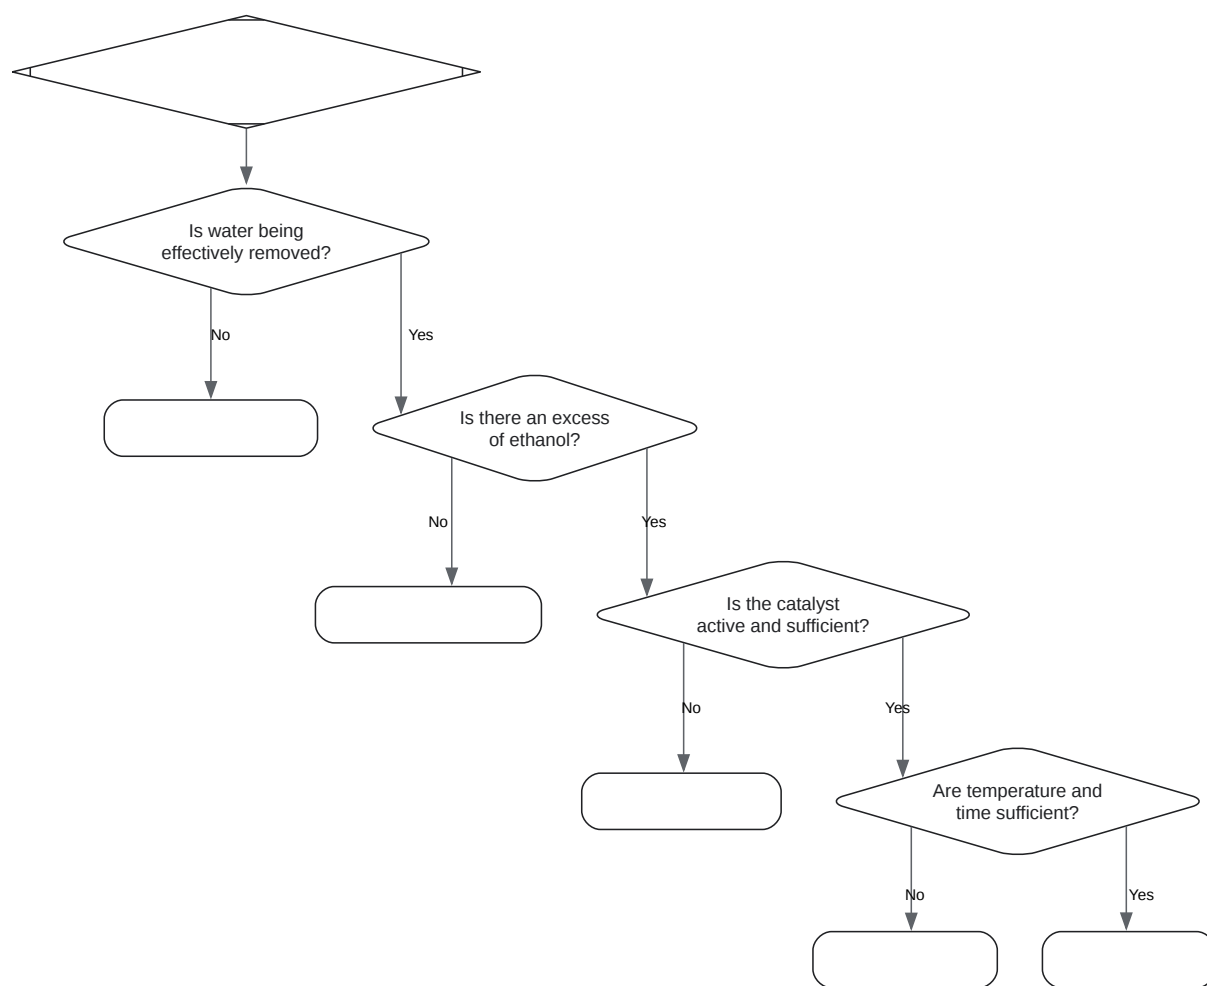 Is water being
effectively removed?
No
Yes
Is there an excess
of ethanol?
No
Yes
Is the catalyst
active and sufficient?
No
Yes
Are temperature and
time sufficient?
No
Yes